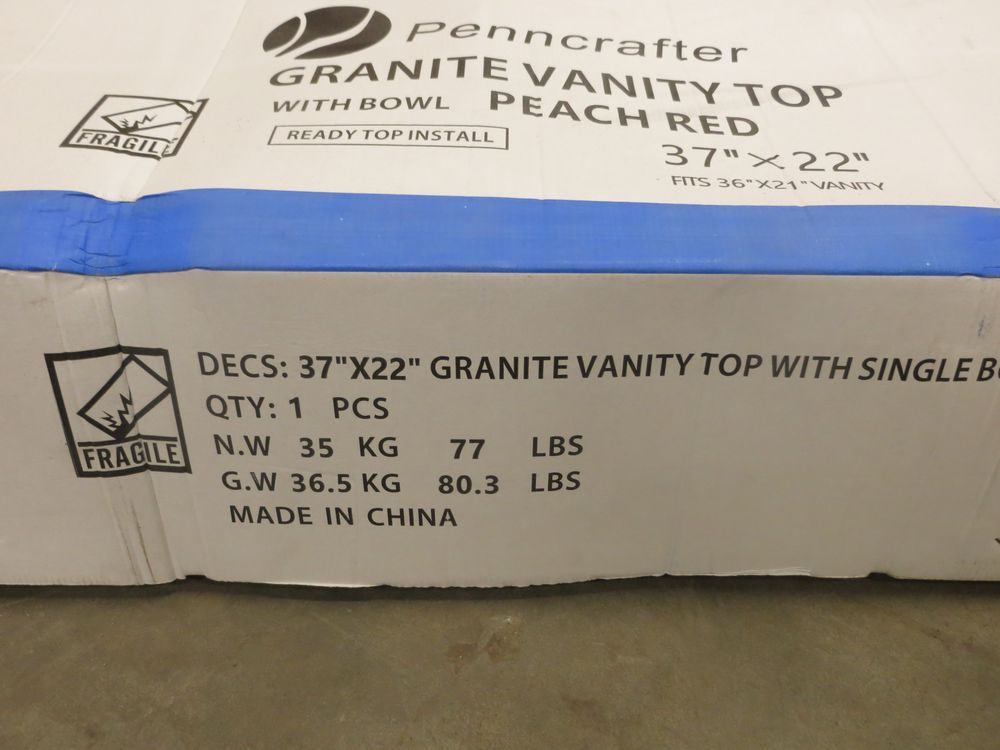 penncrafter
GRANITE VANITY TOP
WITH BOWL PEACH RED
READY TOP INSTALL
37" X 22"
FITS 36"X21" VANITY
FRAGILE
DECS: 37"X22" GRANITE VANITY TOP WITH SINGLE
QTY: 1 PCS
N.W 35 KG 77 LBS
G.W 36.5 KG 80.3 LBS
MADE IN CHINA
FRAGILE